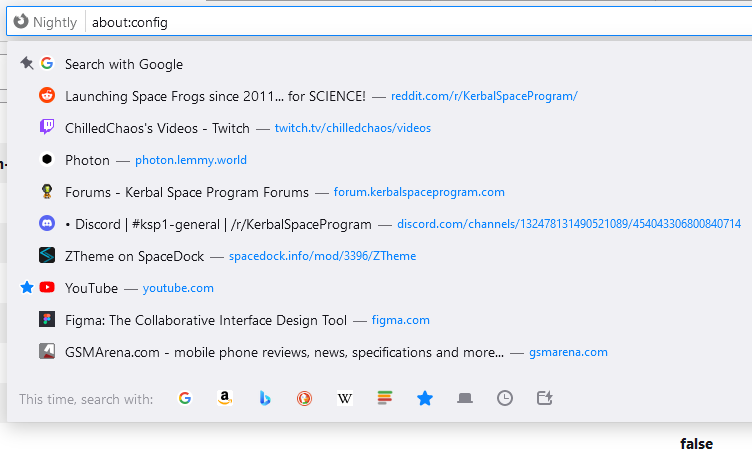 Nightly about:config
Search with Google
Launching Space Frogs since 2011... for SCIENCE! — reddit.com/r/KerbalSpaceProgram/
ChilledChaos's Videos - Twitch — twitch.tv/chilledchaos/videos
Photon — photon.lemmy.world
Forums - Kerbal Space Program Forums — forum.kerbalspaceprogram.com
• Discord | #ksp1-general | /r/KerbalSpaceProgram — discord.com/channels/132478131490521089/454043306800840714
ZTheme on SpaceDock — spacedock.info/mod/3396/ZTheme
YouTube — youtube.com
Figma: The Collaborative Interface Design Tool — figma.com
GSMArena.com - mobile phone reviews, news, specifications and more... — gsmarena.com
This time, search with:
false